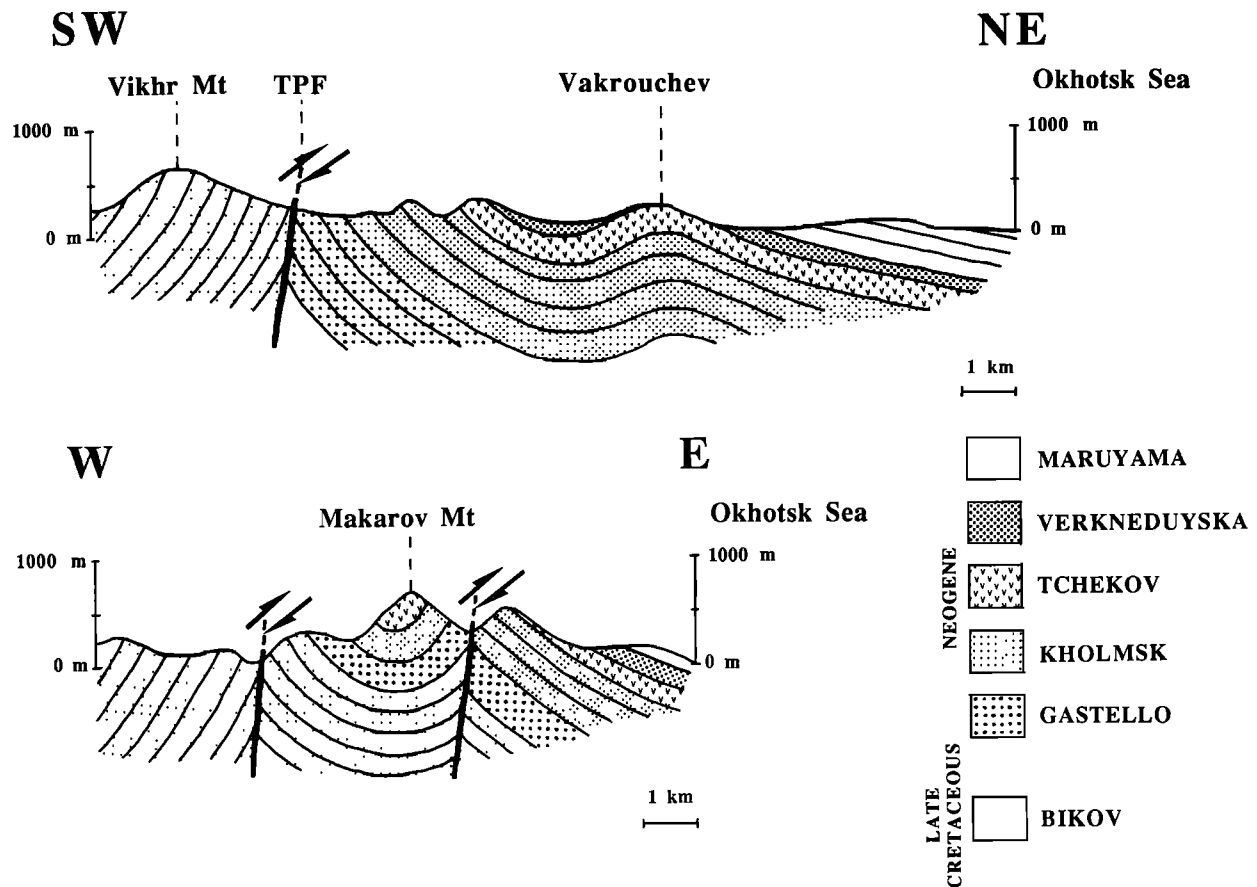 SW
NE
Vikhr Mt
TPF
Vakrouchev
Okhotsk Sea
1000 m
1000 m
0 m
0 m
1 km
W
E
Makarov Mt
Okhotsk Sea
1000 m
1000 m
0 m
0 m
1 km
NEOGENE
MARUYAMA
VERKNEDUYSKA
TCHEKOV
KHOLMSK
GASTELLO
LATE
CRETACEOUS
BIKOV